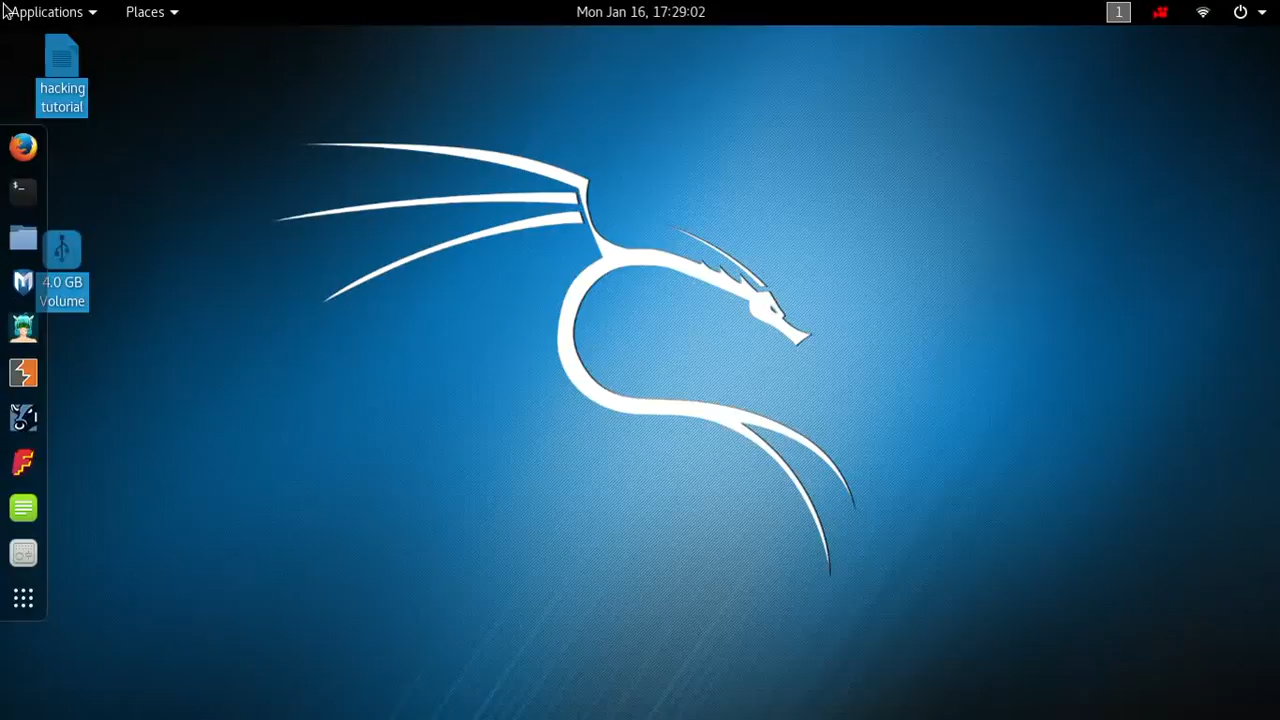 Applications
Places
Mon Jan 16, 17:29:02
1
hacking
tutorial
$_
4.0 GB
Volume